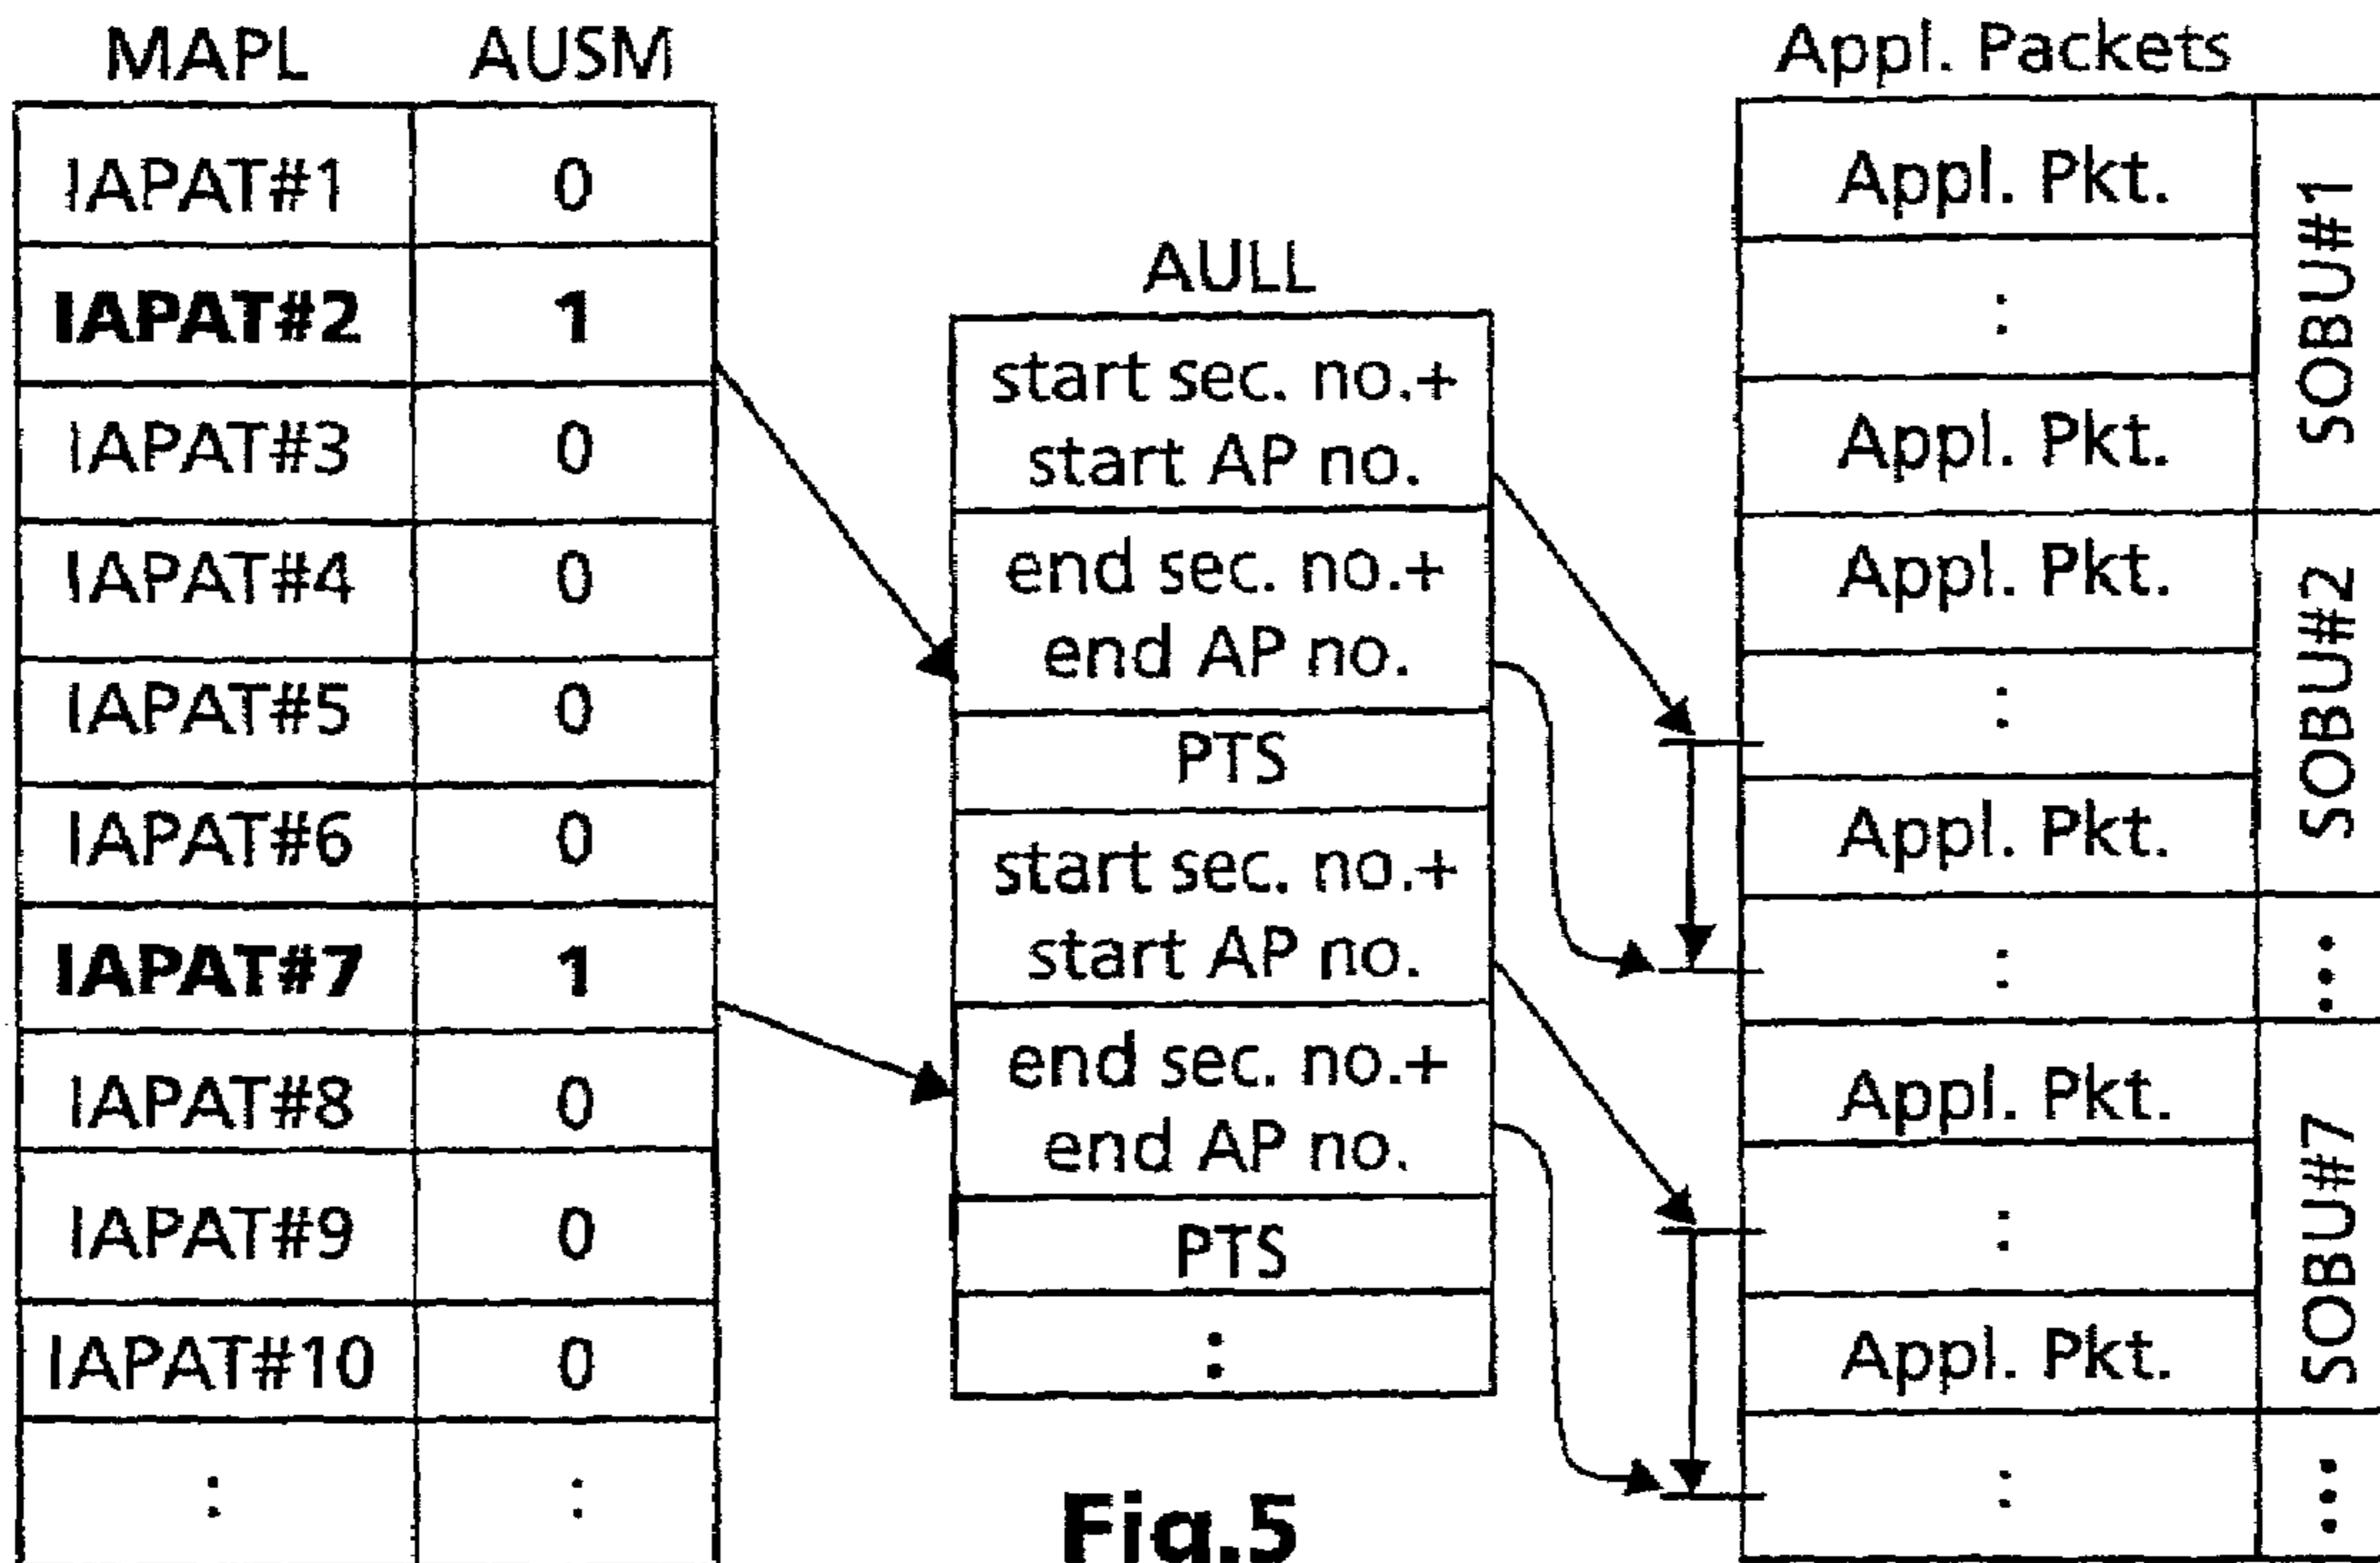 MAPL AUSM
IAPAT#1 0
IAPAT#2 1
IAPAT#3 0
IAPAT#4 0
IAPAT#5 0
IAPAT#6 0
IAPAT#7 1
IAPAT#8 0
IAPAT#9 0
IAPAT#10 0
: :
AULL
start sec. no.+
start AP no.
end sec. no.+
end AP no.
PTS
start sec. no.+
start AP no.
end sec. no.+
end AP no.
PTS
:
Appl. Packets
Appl. Pkt.
:
Appl. Pkt.
SOBU#1
Appl. Pkt.
:
Appl. Pkt.
SOBU#2
:
...
Appl. Pkt.
:
Appl. Pkt.
SOBU#7
:
...
Fig.5